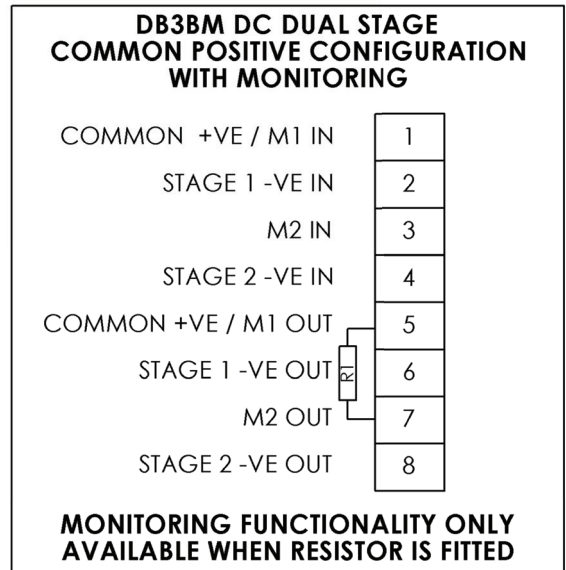 DB3BM DC DUAL STAGE
COMMON POSITIVE CONFIGURATION
WITH MONITORING
COMMON +VE / M1 IN 1
STAGE 1 -VE IN 2
M2 IN 3
STAGE 2 -VE IN 4
COMMON +VE / M1 OUT 5
STAGE 1 -VE OUT R1 6
M2 OUT 7
STAGE 2 -VE OUT 8
MONITORING FUNCTIONALITY ONLY
AVAILABLE WHEN RESISTOR IS FITTED